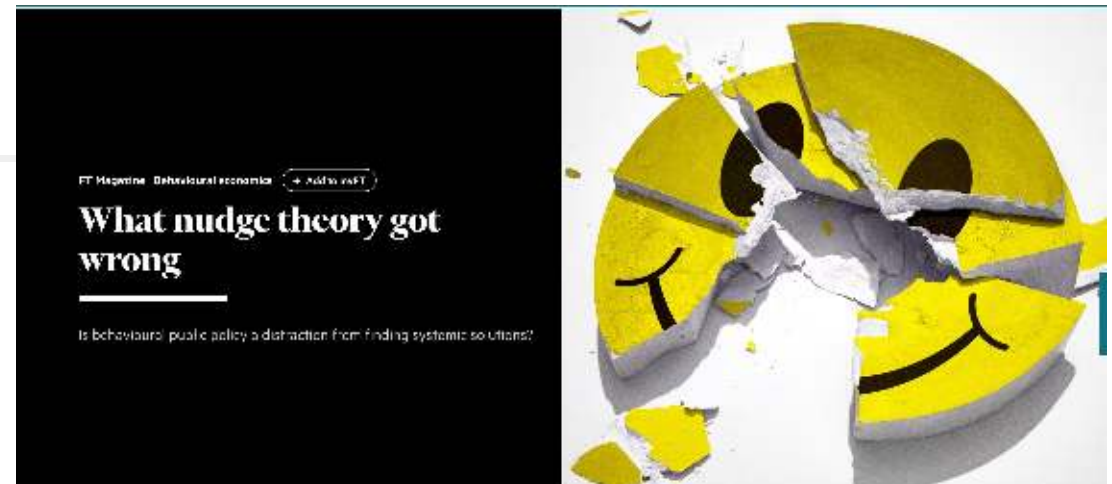 FT Magazine Behavioural economics + Add to myFT
What nudge theory got
wrong
Is behavioural public policy a distraction from finding systemic solutions?